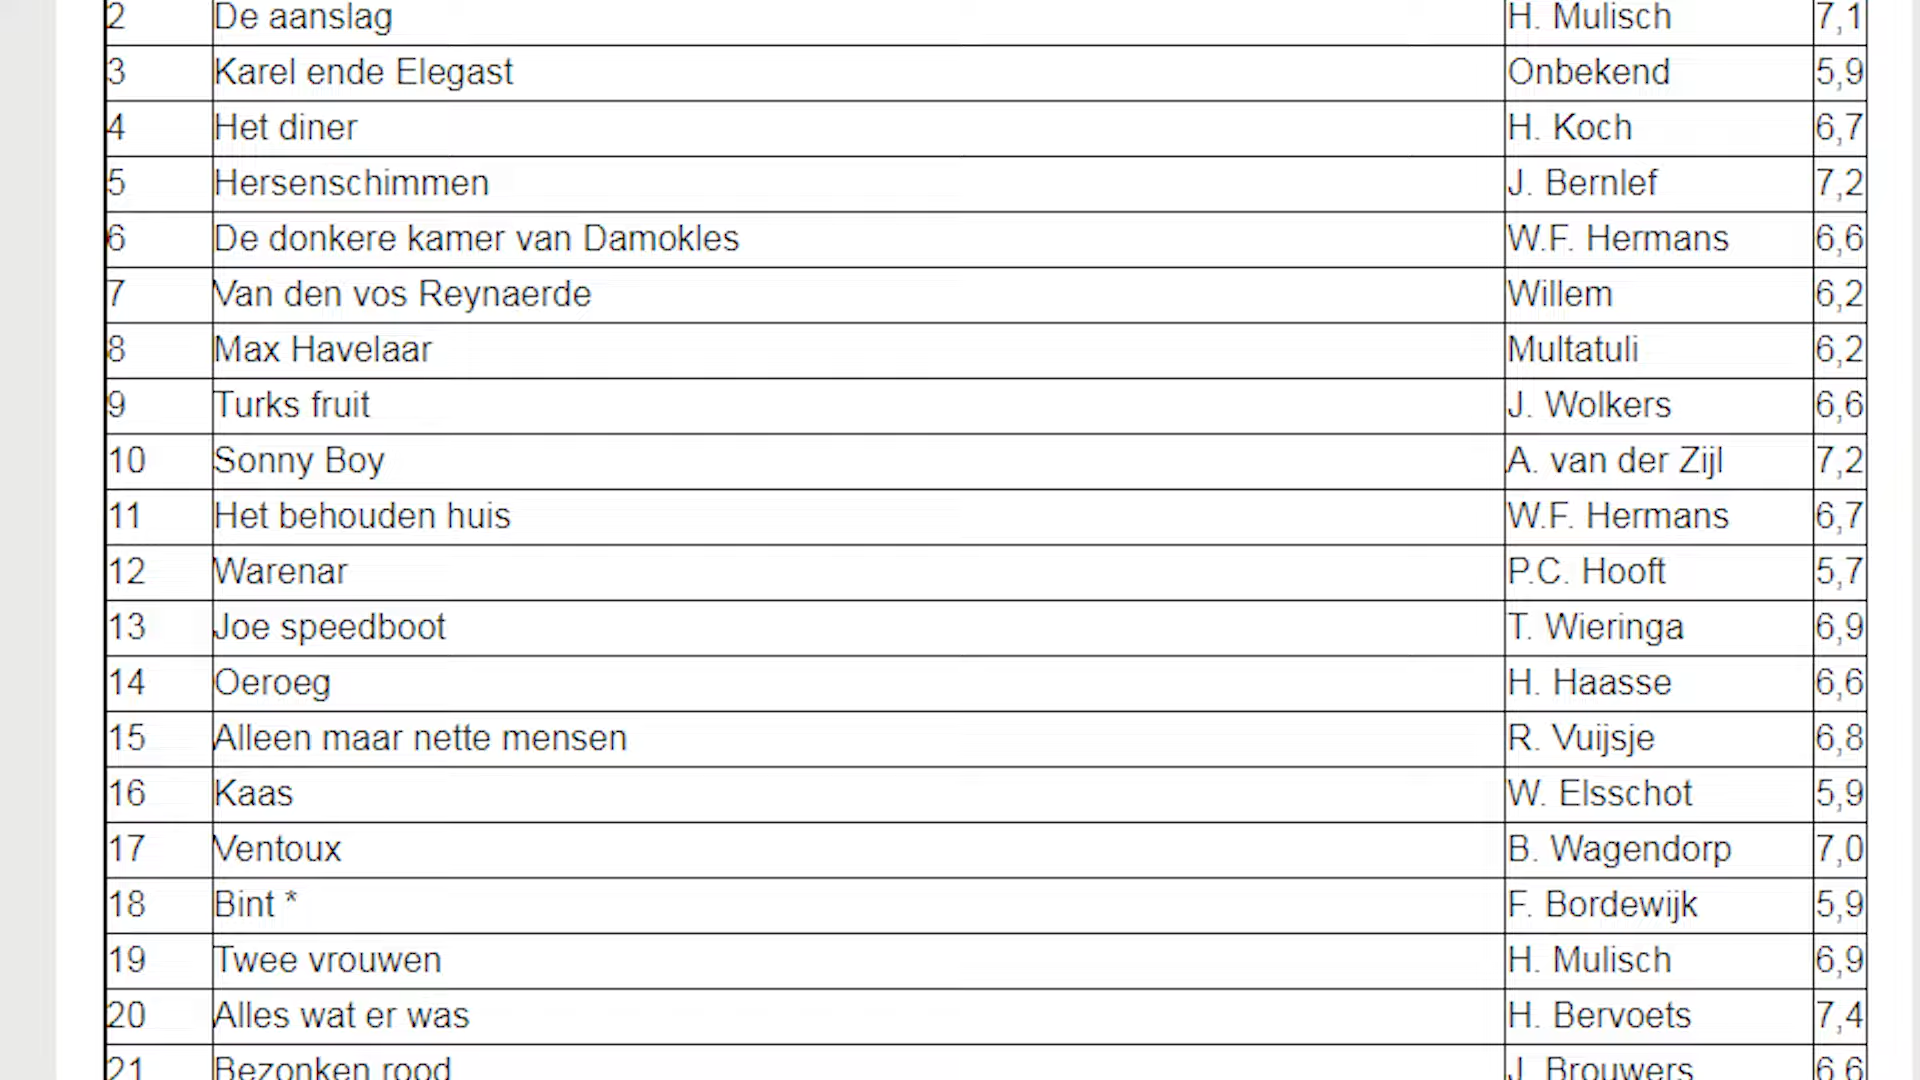 2 De aanslag H. Mulisch 7,1
3 Karel ende Elegast Onbekend 5,9
4 Het diner H. Koch 6,7
5 Hersenschimmen J. Bernlef 7,2
6 De donkere kamer van Damokles W.F. Hermans 6,6
7 Van den vos Reynaerde Willem 6,2
8 Max Havelaar Multatuli 6,2
9 Turks fruit J. Wolkers 6,6
10 Sonny Boy A. van der Zijl 7,2
11 Het behouden huis W.F. Hermans 6,7
12 Warenar P.C. Hooft 5,7
13 Joe speedboot T. Wieringa 6,9
14 Oeroeg H. Haasse 6,6
15 Alleen maar nette mensen R. Vuijsje 6,8
16 Kaas W. Elsschot 5,9
17 Ventoux B. Wagendorp 7,0
18 Bint * F. Bordewijk 5,9
19 Twee vrouwen H. Mulisch 6,9
20 Alles wat er was H. Bervoets 7,4
21 Bezonken rood J. Brouwers 6,6